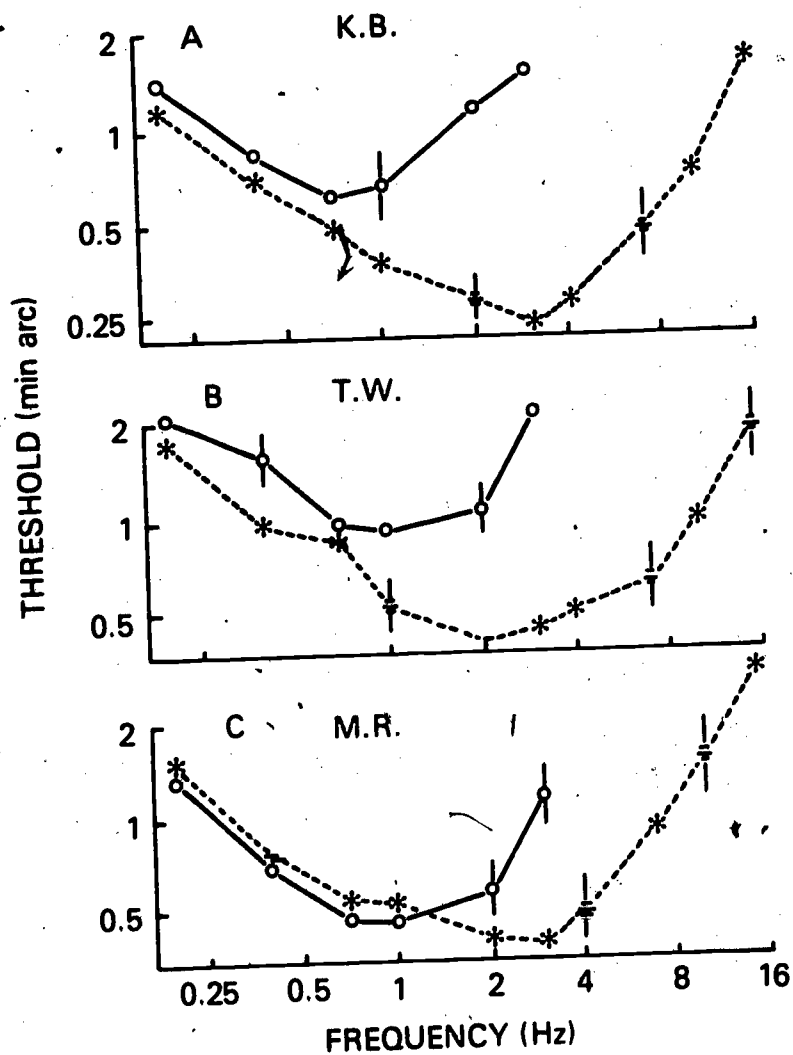 A K.B.
2
1
0.5
0.25
B T.W.
2
1
0.5
THRESHOLD (min arc)
C M.R.
2
1
0.5
0.25 0.5 1 2 4 8 16
FREQUENCY (Hz)